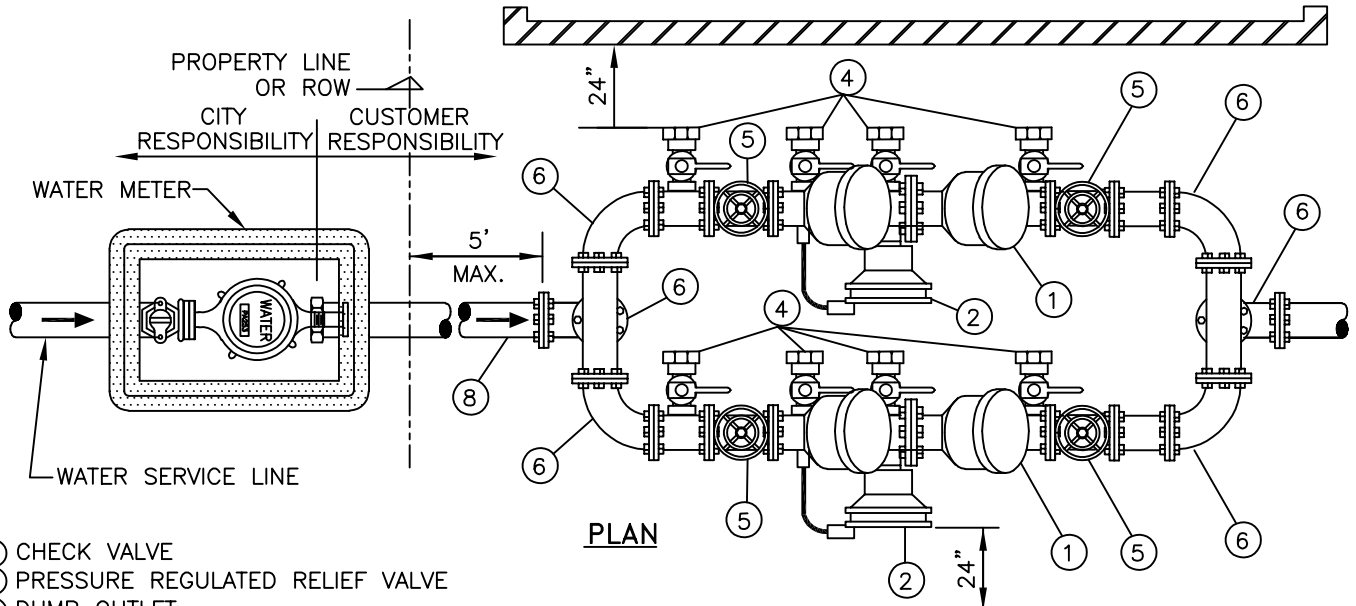 PROPERTY LINE
OR ROW
CITY
RESPONSIBILITY
CUSTOMER
RESPONSIBILITY
WATER METER
5'
MAX.
24"
4
5
5
6
6
6
6
1
2
WATER
8
4
6
5
5
6
1
2
24"
WATER SERVICE LINE
PLAN
CHECK VALVE
PRESSURE REGULATED RELIEF VALVE